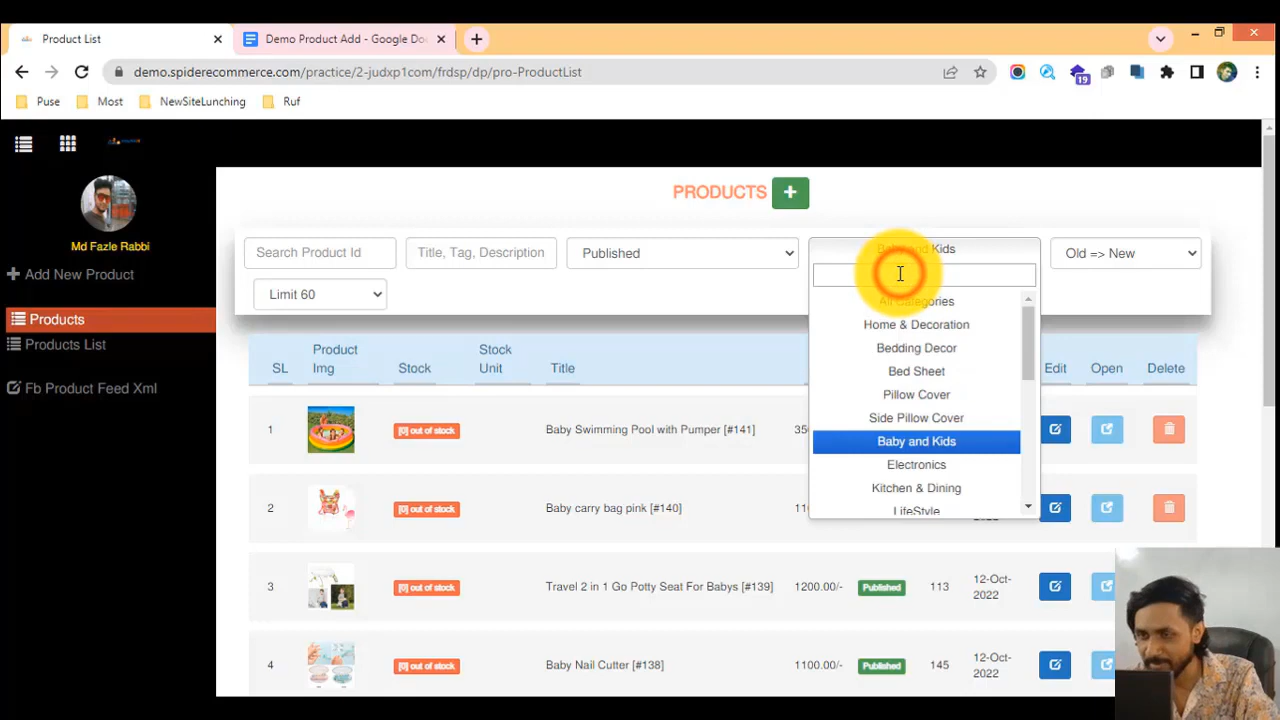 Product List
Demo Product Add - Google Do
demo.spiderecommerce.com/practice/2-judxp1com/frdsp/dp/pro-ProductList
19
Puse
Most
NewSiteLunching
Ruf
Md Fazle Rabbi
Add New Product
Products
Products List
Fb Product Feed Xml
PRODUCTS +
Search Product Id
Title, Tag, Description
Published
Baby and Kids
Old => New
Limit 60
All Categories
Home & Decoration
Bedding Decor
Bed Sheet
Pillow Cover
Side Pillow Cover
Baby and Kids
Electronics
Kitchen & Dining
LifeStyle
SL
Product Img
Stock
Stock Unit
Title
Edit
Open
Delete
1
[0] out of stock
Baby Swimming Pool with Pumper [#141]
35
2
[0] out of stock
Baby carry bag pink [#140]
11
3
[0] out of stock
Travel 2 in 1 Go Potty Seat For Babys [#139]
1200.00/-
Published
113
12-Oct-2022
4
[0] out of stock
Baby Nail Cutter [#138]
1100.00/-
Published
145
12-Oct-2022